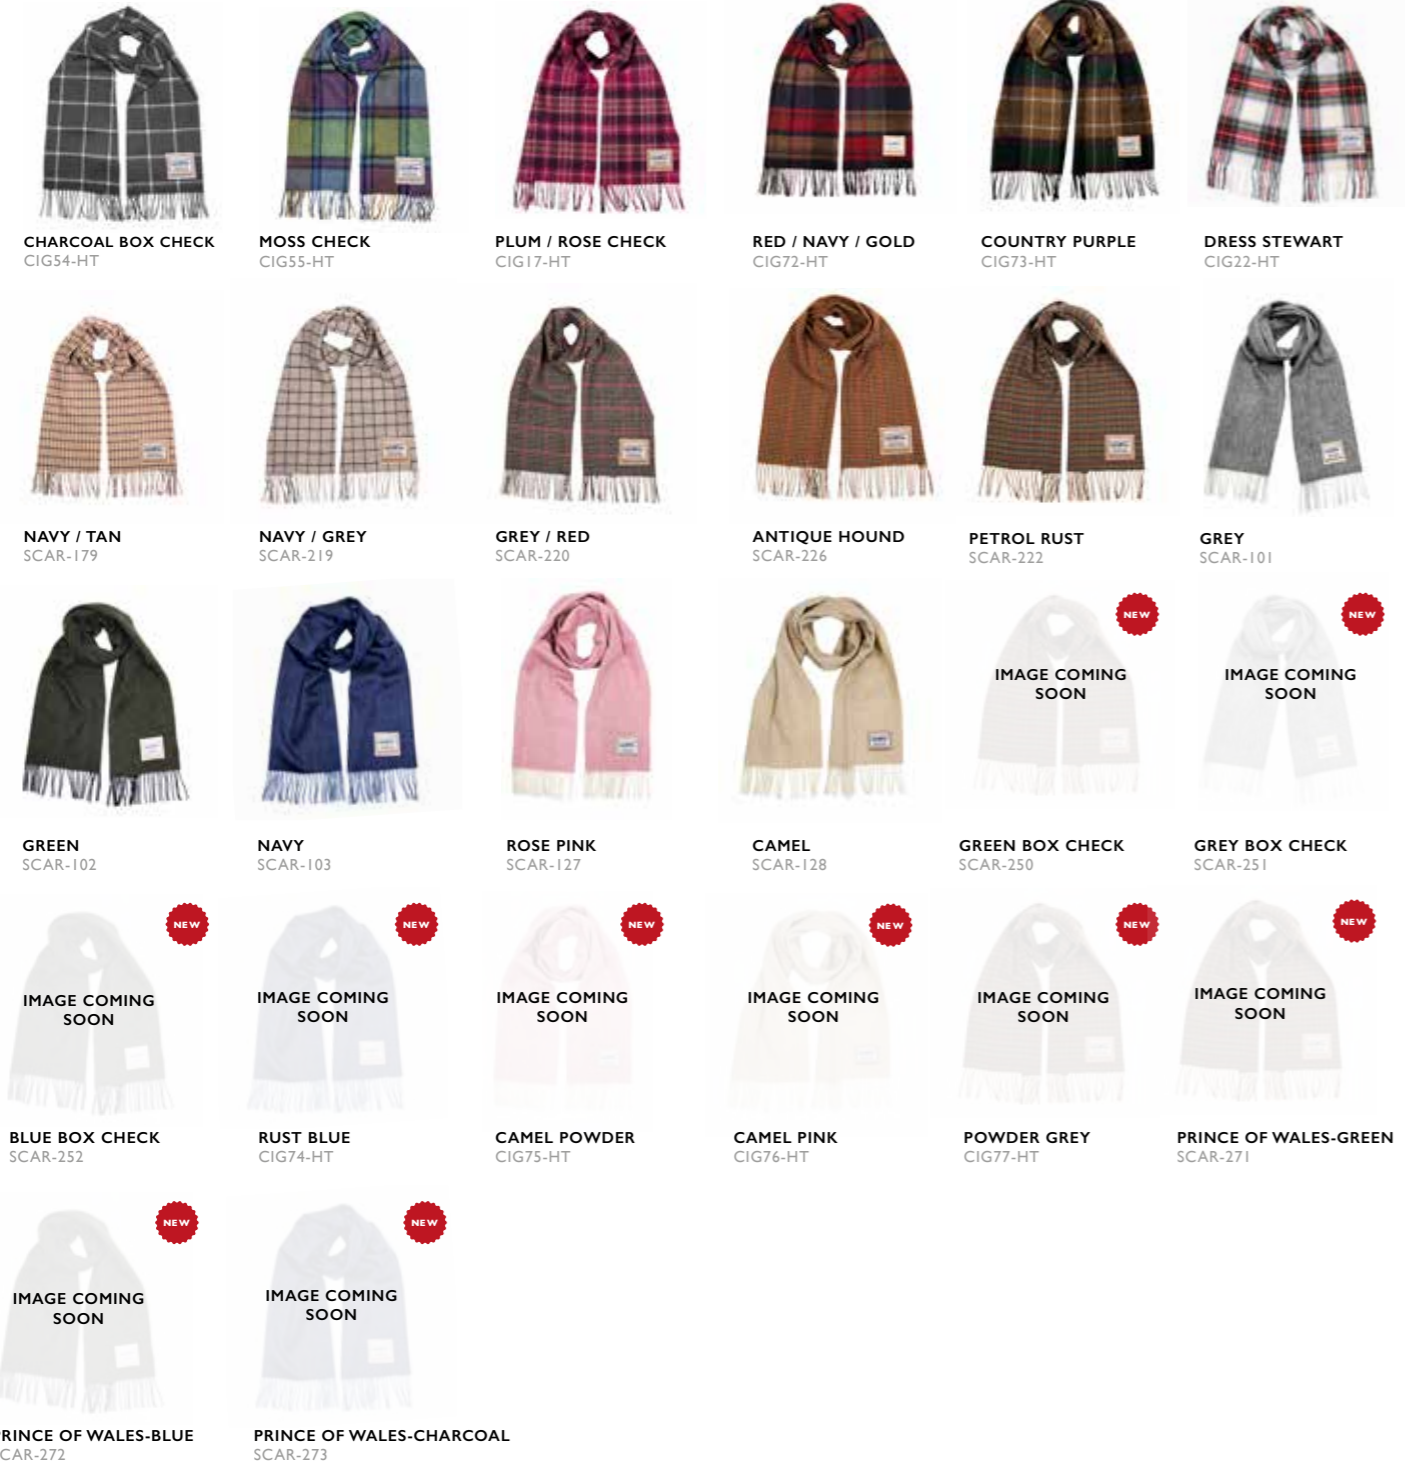 CHARCOAL BOX CHECK
CIG54-HT
MOSS CHECK
CIG55-HT
PLUM / ROSE CHECK
CIG17-HT
RED / NAVY / GOLD
CIG72-HT
COUNTRY PURPLE
CIG73-HT
DRESS STEWART
CIG22-HT
NAVY / TAN
SCAR-179
NAVY / GREY
SCAR-219
GREY / RED
SCAR-220
ANTIQUE HOUND
SCAR-226
PETROL RUST
SCAR-222
GREY
SCAR-101
GREEN
SCAR-102
NAVY
SCAR-103
ROSE PINK
SCAR-127
CAMEL
SCAR-128
NEW
IMAGE COMING
SOON
GREEN BOX CHECK
SCAR-250
NEW
IMAGE COMING
SOON
GREY BOX CHECK
SCAR-251
NEW
IMAGE COMING
SOON
BLUE BOX CHECK
SCAR-252
NEW
IMAGE COMING
SOON
RUST BLUE
CIG74-HT
NEW
IMAGE COMING
SOON
CAMEL POWDER
CIG75-HT
NEW
IMAGE COMING
SOON
CAMEL PINK
CIG76-HT
NEW
IMAGE COMING
SOON
POWDER GREY
CIG77-HT
NEW
IMAGE COMING
SOON
PRINCE OF WALES-GREEN
SCAR-271
NEW
IMAGE COMING
SOON
RINCE OF WALES-BLUE
CAR-272
NEW
IMAGE COMING
SOON
PRINCE OF WALES-CHARCOAL
SCAR-273